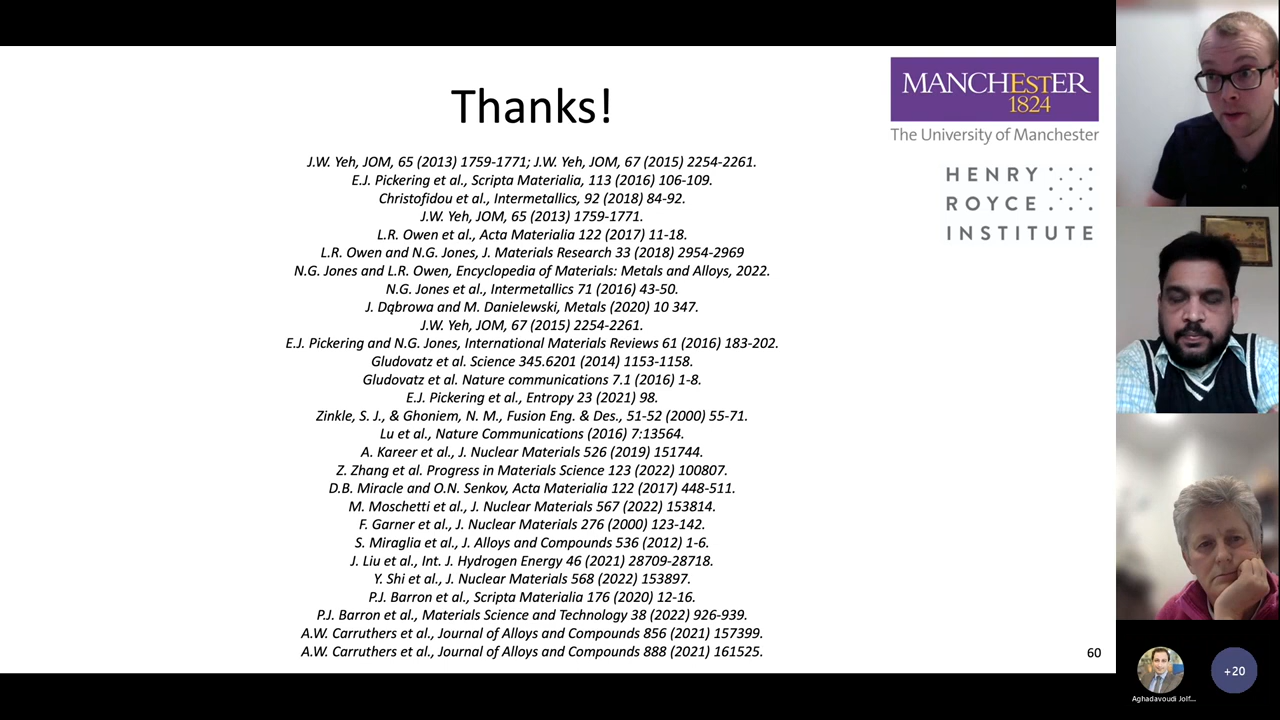 Thanks!
J.W. Yeh, JOM, 65 (2013) 1759-1771; J.W. Yeh, JOM, 67 (2015) 2254-2261.
E.J. Pickering et al., Scripta Materialia, 113 (2016) 106-109.
Christofidou et al., Intermetallics, 92 (2018) 84-92.
J.W. Yeh, JOM, 65 (2013) 1759-1771.
L.R. Owen et al., Acta Materialia 122 (2017) 11-18.
L.R. Owen and N.G. Jones, J. Materials Research 33 (2018) 2954-2969
N.G. Jones and L.R. Owen, Encyclopedia of Materials: Metals and Alloys, 2022.
N.G. Jones et al., Intermetallics 71 (2016) 43-50.
J. Dąbrowa and M. Danielewski, Metals (2020) 10 347.
J.W. Yeh, JOM, 67 (2015) 2254-2261.
E.J. Pickering and N.G. Jones, International Materials Reviews 61 (2016) 183-202.
Gludovatz et al. Science 345.6201 (2014) 1153-1158.
Gludovatz et al. Nature communications 7.1 (2016) 1-8.
E.J. Pickering et al., Entropy 23 (2021) 98.
Zinkle, S. J., & Ghoniem, N. M., Fusion Eng. & Des., 51-52 (2000) 55-71.
Lu et al., Nature Communications (2016) 7:13564.
A. Kareer et al., J. Nuclear Materials 526 (2019) 151744.
Z. Zhang et al. Progress in Materials Science 123 (2022) 100807.
D.B. Miracle and O.N. Senkov, Acta Materialia 122 (2017) 448-511.
M. Moschetti et al., J. Nuclear Materials 567 (2022) 153814.
F. Garner et al., J. Nuclear Materials 276 (2000) 123-142.
S. Miraglia et al., J. Alloys and Compounds 536 (2012) 1-6.
J. Liu et al., Int. J. Hydrogen Energy 46 (2021) 28709-28718.
Y. Shi et al., J. Nuclear Materials 568 (2022) 153897.
P.J. Barron et al., Scripta Materialia 176 (2020) 12-16.
P.J. Barron et al., Materials Science and Technology 38 (2022) 926-939.
A.W. Carruthers et al., Journal of Alloys and Compounds 856 (2021) 157399.
A.W. Carruthers et al., Journal of Alloys and Compounds 888 (2021) 161525.
MANCHESTER
1824
The University of Manchester
HENRY
ROYCE
INSTITUTE
60
Aghadavoudi Jolf...
+20